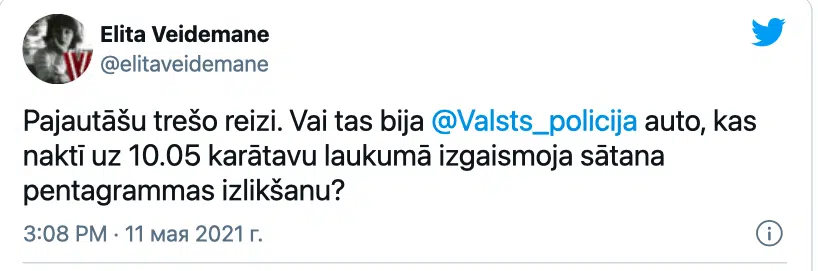 Elita Veidemane
@elitaveidemane
Pajautāšu trešo reizi. Vai tas bija @Valsts_policija auto, kas
naktī uz 10.05 karātavu laukumā izgaismoja sātana
pentagrammas izlikšanu?
3:08 PM · 11 мая 2021 г.